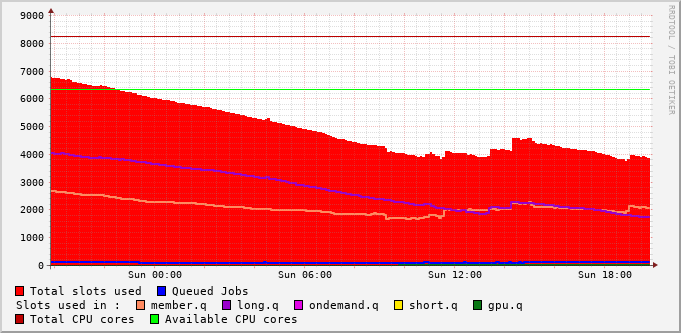 RRDTOOL / TOBI OETIKER
9000
8000
7000
6000
5000
4000
3000
2000
1000
0
Sun 00:00 Sun 06:00 Sun 12:00 Sun 18:00
Total slots used Queued Jobs
Slots used in : member.q long.q ondemand.q short.q gpu.q
Total CPU cores Available CPU cores